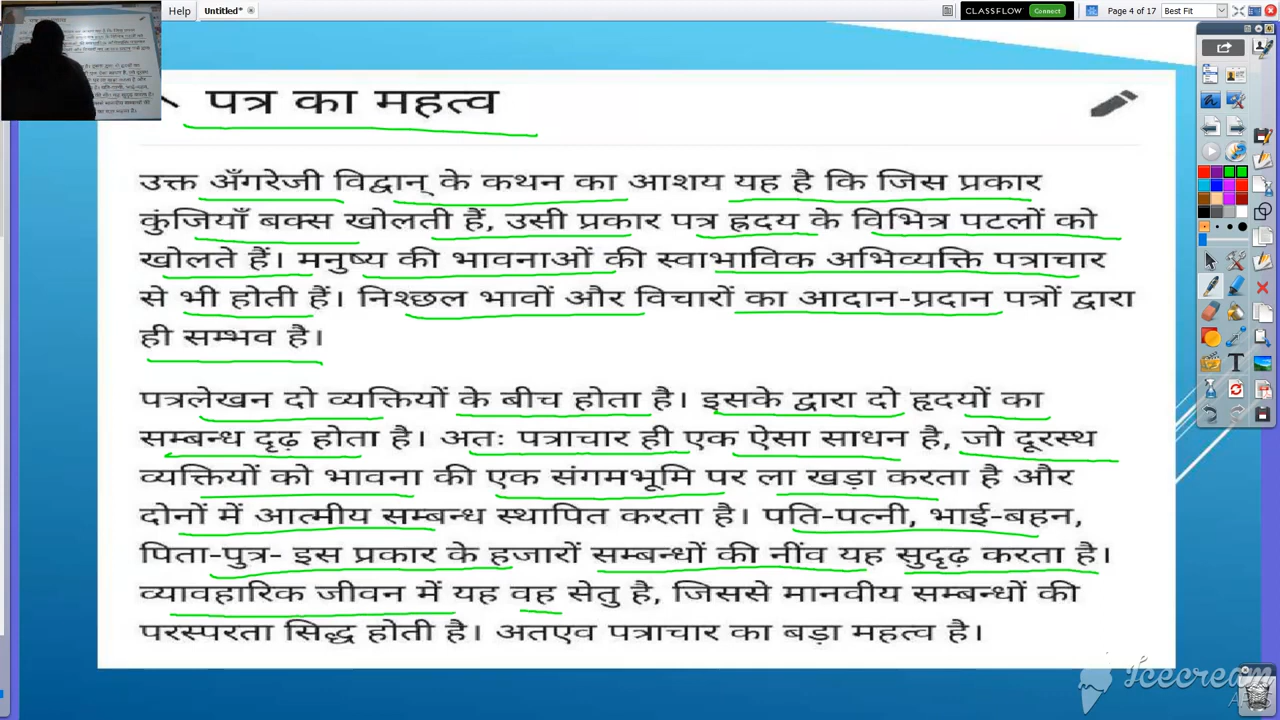 Help
Untitled*
CLASSFLOW Connect
Page 4 of 17
Best Fit
पत्र का महत्व
उक्त अँगरेजी विद्वान् के कथन का आशय यह है कि जिस प्रकार
कुंजियाँ बक्स खोलती हैं, उसी प्रकार पत्र ह्रदय के विभित्र पटलों को
खोलते हैं। मनुष्य की भावनाओं की स्वाभाविक अभिव्यक्ति पत्राचार
से भी होती हैं। निश्छल भावों और विचारों का आदान-प्रदान पत्रों द्वारा
ही सम्भव है।
पत्रलेखन दो व्यक्तियों के बीच होता है। इसके द्वारा दो हृदयों का
सम्बन्ध दृढ़ होता है। अतः पत्राचार ही एक ऐसा साधन है, जो दूरस्थ
व्यक्तियों को भावना की एक संगमभूमि पर ला खड़ा करता है और
दोनों में आत्मीय सम्बन्ध स्थापित करता है। पति-पत्नी, भाई-बहन,
पिता-पुत्र- इस प्रकार के हजारों सम्बन्धों की नींव यह सुदृढ़ करता है।
व्यावहारिक जीवन में यह वह सेतु है, जिससे मानवीय सम्बन्धों की
परस्परता सिद्ध होती है। अतएव पत्राचार का बड़ा महत्व है।
Icecream
APPS